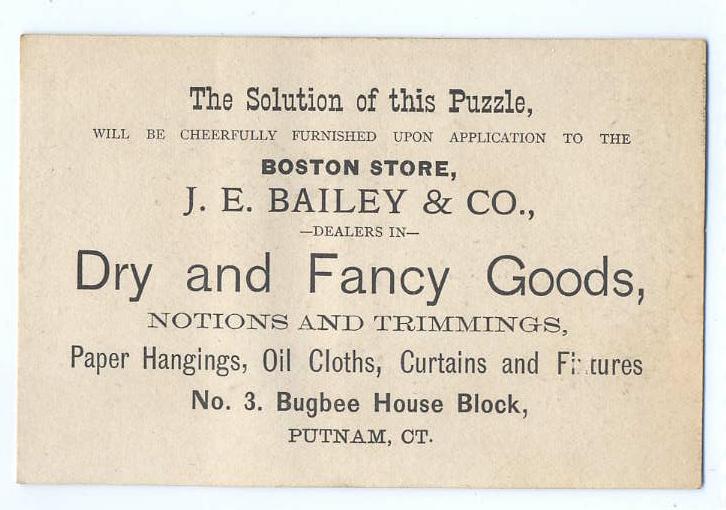 The Solution of this Puzzle,
WILL BE CHEERFULLY FURNISHED UPON APPLICATION TO THE
BOSTON STORE,
J. E. BAILEY & CO.,
—DEALERS IN—
Dry and Fancy Goods,
NOTIONS AND TRIMMINGS,
Paper Hangings, Oil Cloths, Curtains and
No. 3. Bugbee House Block,
PUTNAM, CT.